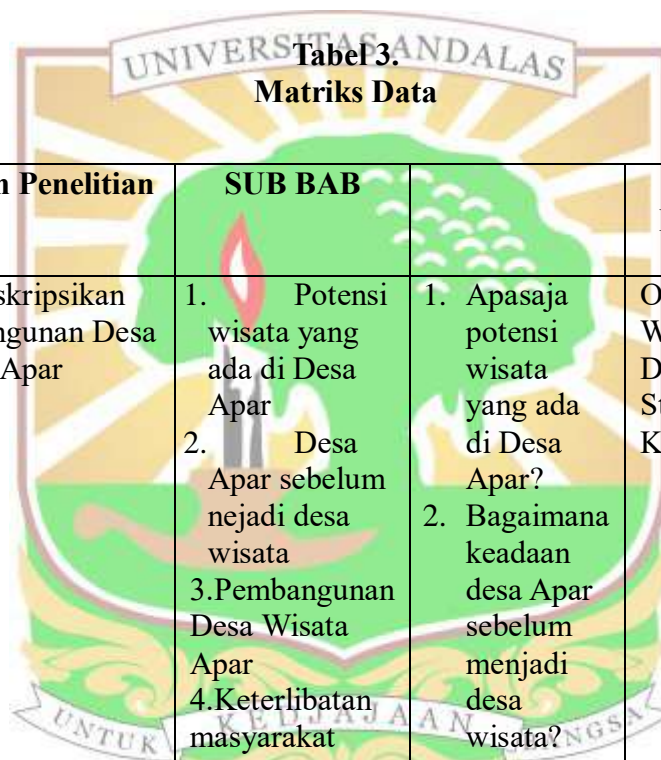 UNIVERSITAS ANDALAS
Tabel 3.
Matriks Data
Penelitian
SUB BAB
skripsikan
ngunan Desa
Apar
1. Potensi
wisata yang
ada di Desa
Apar
2. Desa
Apar sebelum
nejadi desa
wisata
3.Pembangunan
Desa Wisata
Apar
4.Keterlibatan
masyarakat
1. Apasaja
potensi
wisata
yang ada
di Desa
Apar?
2. Bagaimana
keadaan
desa Apar
sebelum
menjadi
desa
wisata?
O
W
D
St
K
UNTUK KEDJAJAAN BANGSA